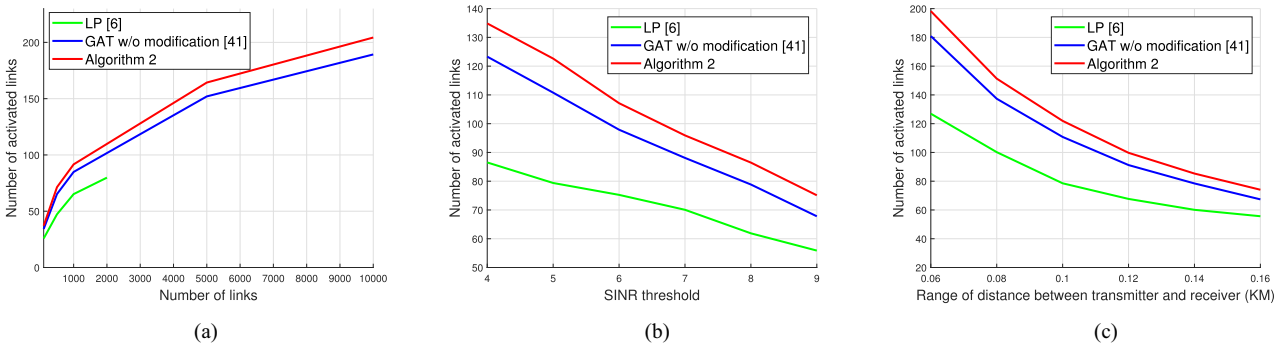 LP [6]
GAT w/o modification [41]
Algorithm 2
Number of activated links
200
150
100
50
0
1000 2000 3000 4000 5000 6000 7000 8000 9000 10000
Number of links
(a)
LP [6]
GAT w/o modification [41]
Algorithm 2
Number of activated links
140
130
120
110
100
90
80
70
60
50
4 5 6 7 8 9
SINR threshold
(b)
LP [6]
GAT w/o modification [41]
Algorithm 2
Number of activated links
200
180
160
140
120
100
80
60
40
20
0.06 0.08 0.1 0.12 0.14 0.16
Range of distance between transmitter and receiver (KM)
(c)